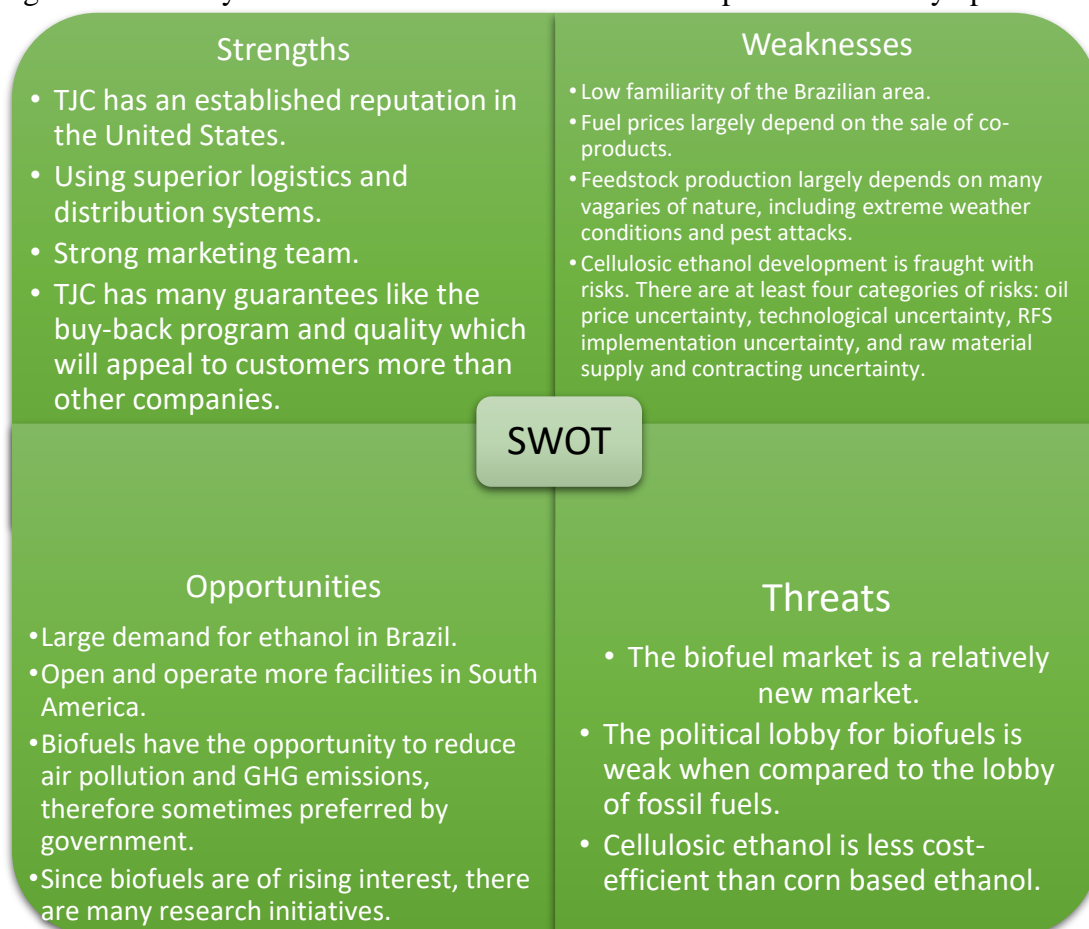 Strengths
• TJC has an established reputation in
the United States.
• Using superior logistics and
distribution systems.
• Strong marketing team.
• TJC has many guarantees like the
buy-back program and quality which
will appeal to customers more than
other companies.
Weaknesses
• Low familiarity of the Brazilian area.
• Fuel prices largely depend on the sale of co-
products.
• Feedstock production largely depends on many
vagaries of nature, including extreme weather
conditions and pest attacks.
• Cellulosic ethanol development is fraught with
risks. There are at least four categories of risks: oil
price uncertainty, technological uncertainty, RFS
implementation uncertainty, and raw material
supply and contracting uncertainty.
SWOT
Opportunities
• Large demand for ethanol in Brazil.
• Open and operate more facilities in South
America.
• Biofuels have the opportunity to reduce
air pollution and GHG emissions,
therefore sometimes preferred by
government.
• Since biofuels are of rising interest, there
are many research initiatives.
Threats
• The biofuel market is a relatively
new market.
• The political lobby for biofuels is
weak when compared to the lobby
of fossil fuels.
• Cellulosic ethanol is less cost-
efficient than corn based ethanol.